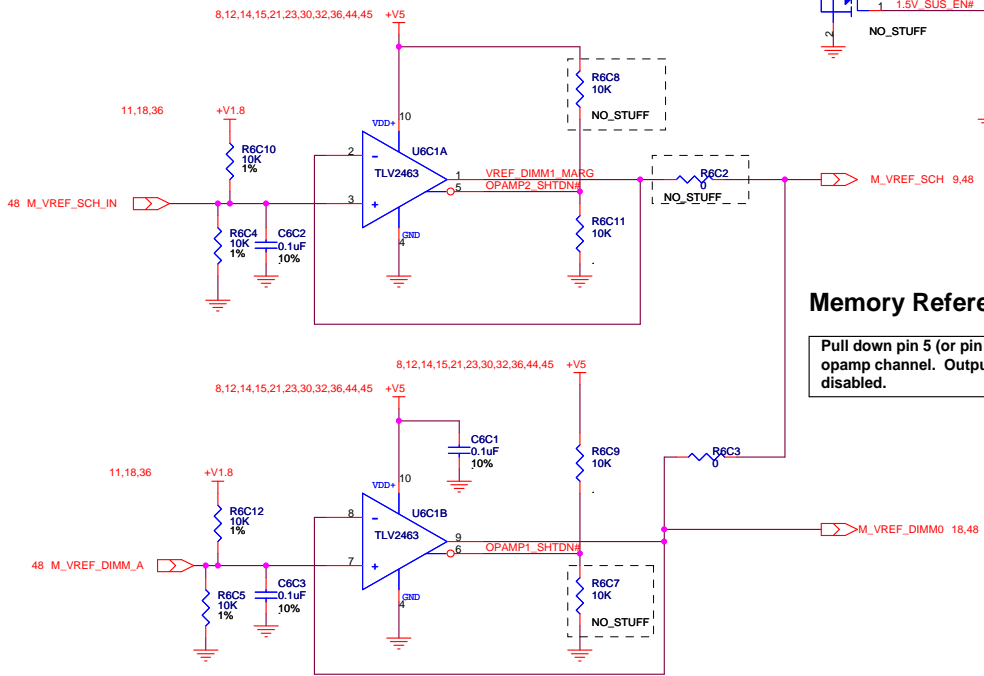 8,12,14,15,21,23,30,32,36,44,45 +V5
1 1.5V_SUS_EN#
2
NO_STUFF
R6C8
10K
NO_STUFF
11,18,36 +V1.8
10
VDD+
R6C10
10K
1%
2
-
U6C1A
TLV2463
1 VREF_DIMM1_MARG
5 OPAMP2_SHTDN#
R6C2
0
NO_STUFF
M_VREF_SCH 9,48
48 M_VREF_SCH_IN
3
+
R6C4
10K
1%
C6C2
0.1uF
10%
4
GND
R6C11
10K
.
Memory Refere
Pull down pin 5 (or pin
opamp channel. Outpu
disabled.
8,12,14,15,21,23,30,32,36,44,45 +V5
8,12,14,15,21,23,30,32,36,44,45 +V5
C6C1
0.1uF
10%
R6C9
10K
.
R6C3
0
11,18,36 +V1.8
10
VDD+
R6C12
10K
1%
8
-
U6C1B
TLV2463
9
6 OPAMP1_SHTDN#
M_VREF_DIMM0 18,48
48 M_VREF_DIMM_A
7
+
R6C5
10K
1%
C6C3
0.1uF
10%
4
GND
R6C7
10K
NO_STUFF